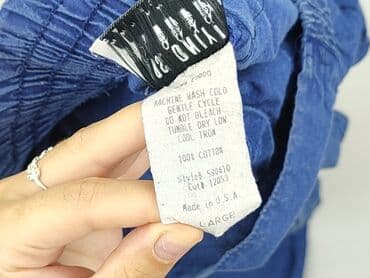 MACHINE WASH COLD
GENTLE CYCLE
DO NOT BLEACH
TUMBLE DRY LOW
COOL IRON
100% COTTON
Style# 580410
Cut# 12053
Made in U.S.A.
LARGE